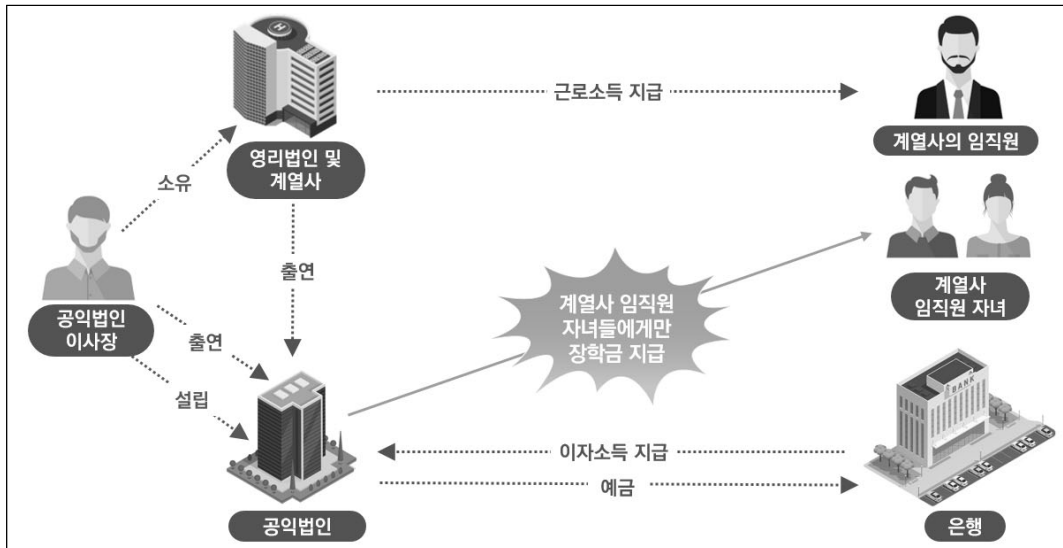 근로소득 지급
계열사의 임직원
영리법인 및
계열사
소유
출연
공익법인
이사장
출연
설립
계열사 임직원
자녀들에게만
장학금 지급
계열사
임직원 자녀
BANK
이자소득 지급
예금
공익법인
은행
H